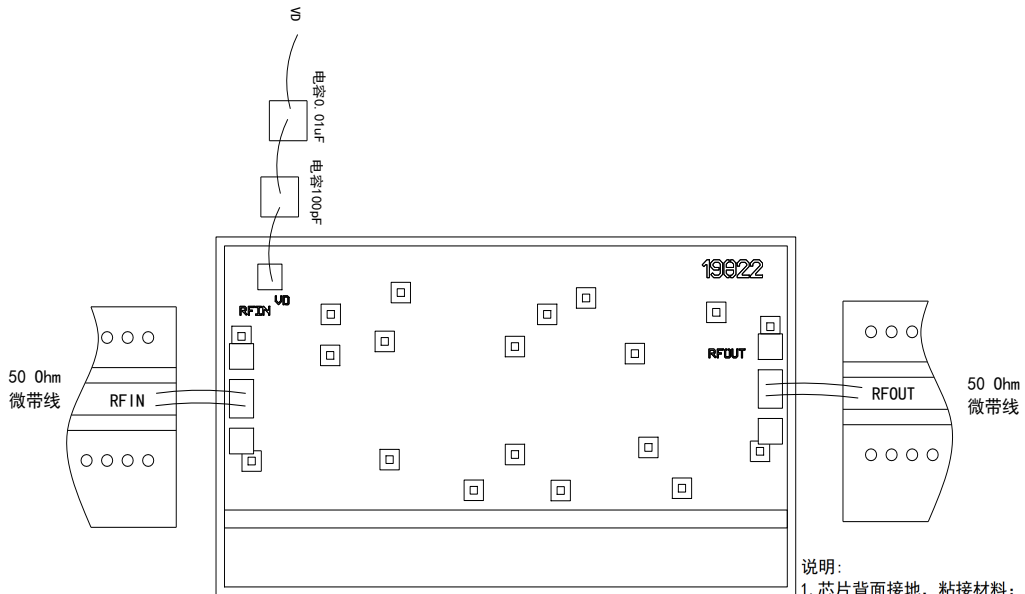 VD
电容0.01uF
电容100pF
19822
VD
RFIN
RFOUT
50 Ohm
微带线
RFIN
RFOUT
50 Ohm
微带线
说明:
1.芯片背面接地, 粘接材料: